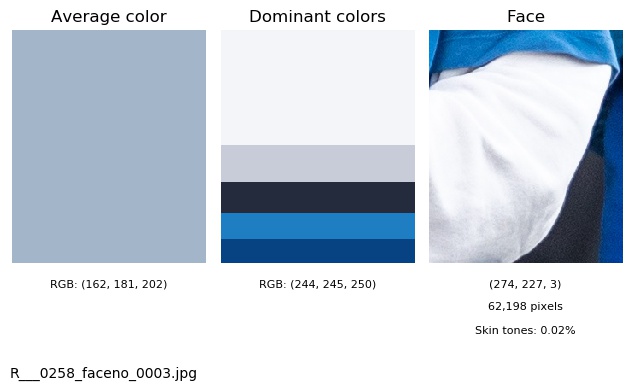 Average color
Dominant colors
Face
RGB: (162, 181, 202)
RGB: (244, 245, 250)
(274, 227, 3)
62,198 pixels
Skin tones: 0.02%
R___0258_faceno_0003.jpg